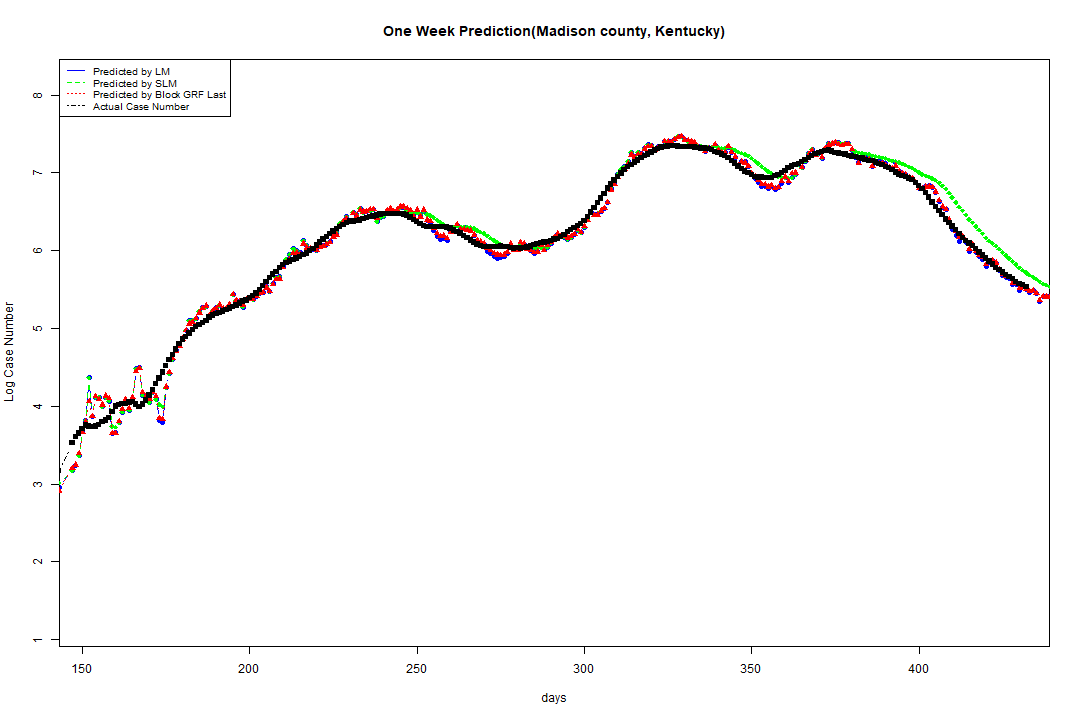 One Week Prediction(Madison county, Kentucky)
Predicted by LM
Predicted by SLM
Predicted by Block GRF Last
Actual Case Number
8
7
6
5
4
3
2
1
Log Case Number
150 200 250 300 350 400
days